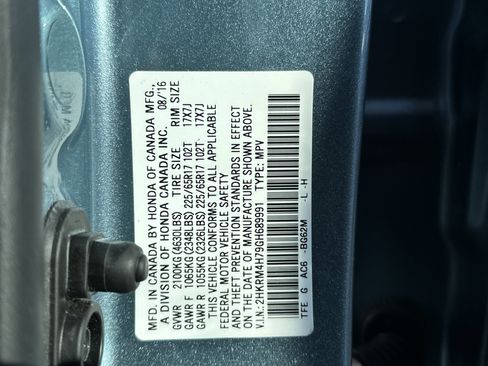 MFD. IN CANADA BY HONDA OF CANADA MFG.,
A DIVISION OF HONDA CANADA INC. 08/16
GVWR 2100KG(4630LBS) TIRE SIZE RIM SIZE
GAWR F 1065KG(2348LBS) 225/65R17 102T 17X7J
GAWR R 1055KG(2326LBS) 225/65R17 102T 17X7J
THIS VEHICLE CONFORMS TO ALL APPLICABLE
FEDERAL MOTOR VEHICLE SAFETY
AND THEFT PREVENTION STANDARDS IN EFFECT
ON THE DATE OF MANUFACTURE SHOWN ABOVE.
V.I.N.: 2HKRM4H79GH689991 TYPE: MPV
TFE G AC6 -BG62M -L -H